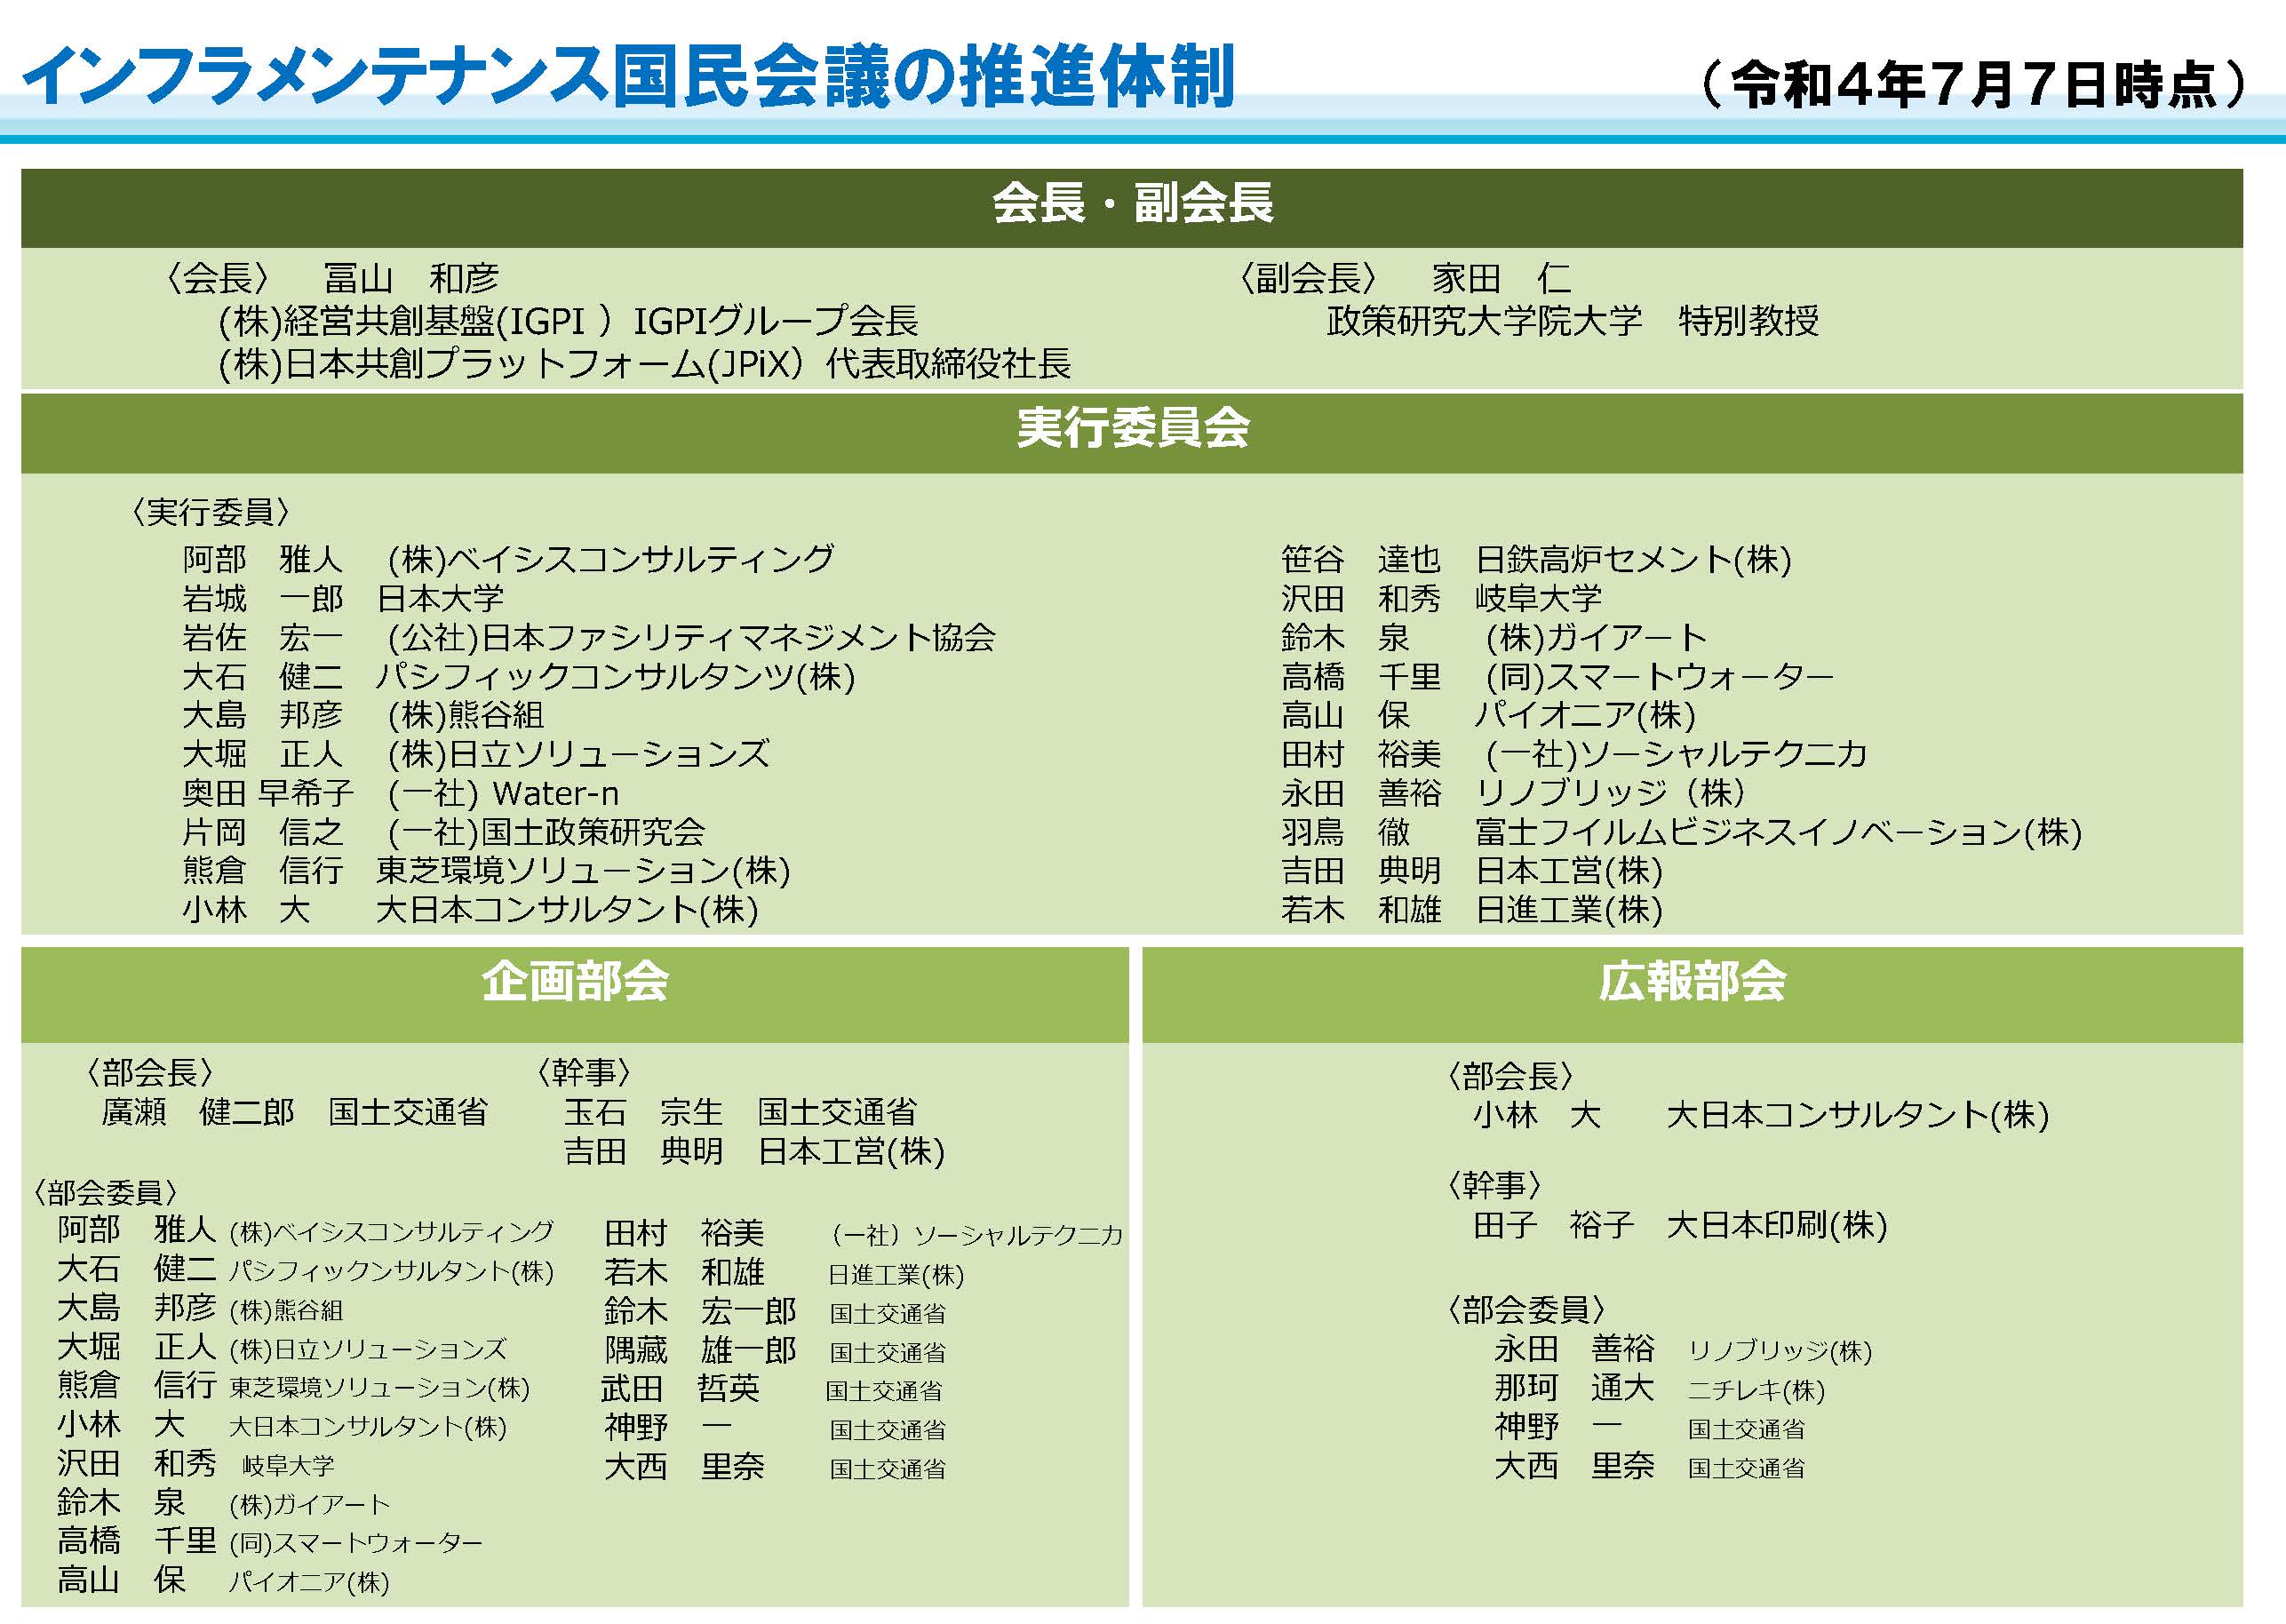 インフラメンテナンス国民会議の推進体制
（令和4年7月7日時点）
会長・副会長
〈会長〉　冨山　和彦
(株)経営共創基盤(IGPI ）IGPIグループ会長
(株)日本共創プラットフォーム(JPiX）代表取締役社長
〈副会長〉　家田　仁
政策研究大学院大学　特別教授
実行委員会
〈実行委員〉
阿部　雅人　(株)ベイシスコンサルティング
岩城　一郎　日本大学
岩佐　宏一　(公社)日本ファシリティマネジメント協会
大石　健二　パシフィックコンサルタンツ(株)
大島　邦彦　(株)熊谷組
大堀　正人　(株)日立ソリューションズ
奥田 早希子　(一社) Water-n
片岡　信之　(一社)国土政策研究会
熊倉　信行　東芝環境ソリューション(株)
小林　大　　大日本コンサルタント(株)
笹谷　達也　日鉄高炉セメント(株)
沢田　和秀　岐阜大学
鈴木　泉　　(株)ガイアート
高橋　千里　(同)スマートウォーター
高山　保　　パイオニア(株)
田村　裕美　(一社)ソーシャルテクニカ
永田　善裕　リノブリッジ（株）
羽鳥　徹　　富士フイルムビジネスイノベーション(株)
吉田　典明　日本工営(株)
若木　和雄　日進工業(株)
企画部会
〈部会長〉
廣瀬　健二郎　国土交通省
〈幹事〉
玉石　宗生　国土交通省
吉田　典明　日本工営(株)
〈部会委員〉
阿部　雅人 (株)ベイシスコンサルティング
大石　健二 パシフィックンサルタント(株)
大島　邦彦 (株)熊谷組
大堀　正人 (株)日立ソリューションズ
熊倉　信行 東芝環境ソリューション(株)
小林　大　 大日本コンサルタント(株)
沢田　和秀　岐阜大学
鈴木　泉　 (株)ガイアート
高橋　千里 (同)スマートウォーター
高山　保　 パイオニア(株)
田村　裕美　（一社）ソーシャルテクニカ
若木　和雄　日進工業(株)
鈴木　宏一郎　国土交通省
隅藏　雄一郎　国土交通省
武田　哲英　国土交通省
神野　一　国土交通省
大西　里奈　国土交通省
広報部会
〈部会長〉
小林　大　　大日本コンサルタント(株)
〈幹事〉
田子　裕子　大日本印刷(株)
〈部会委員〉
永田　善裕　リノブリッジ(株)
那珂　通大　ニチレキ(株)
神野　一　　国土交通省
大西　里奈　国土交通省